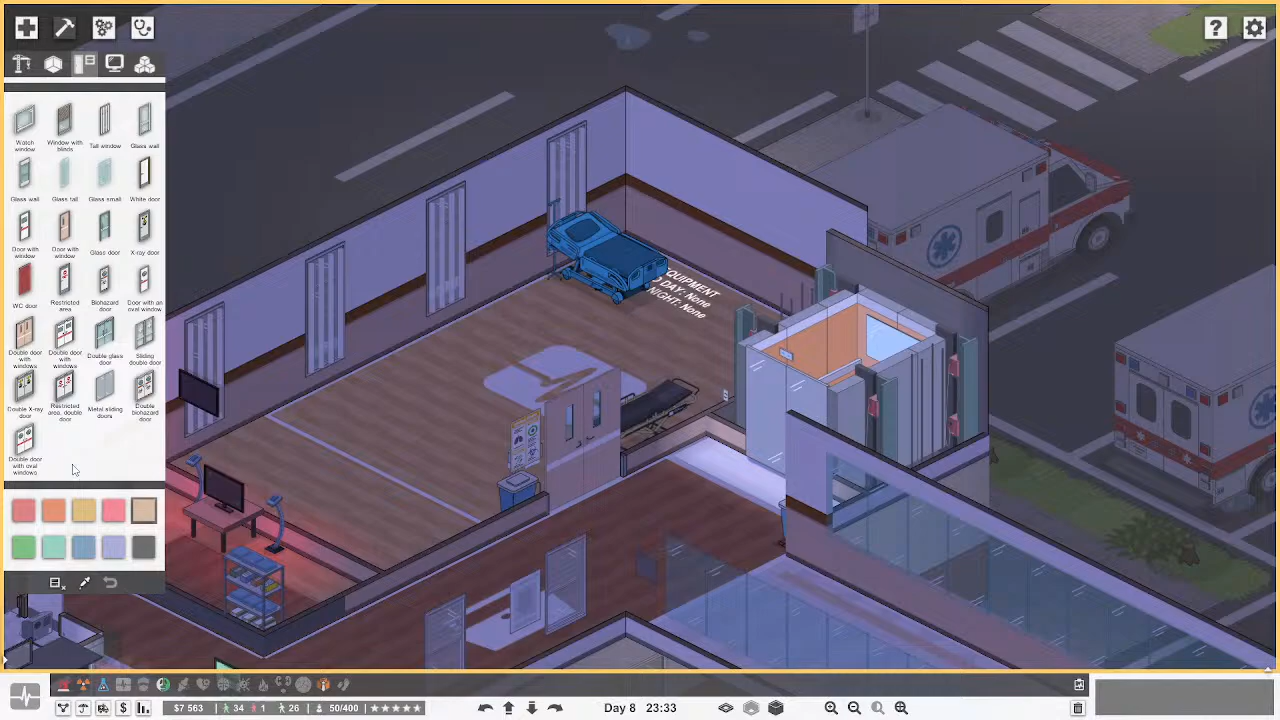 ?
Watch window
Window with blinds
Tall window
Glass wall
Glass wall
Glass tall
Glass small
White door
Door with window
Door with window
Glass door
X-ray door
WC door
Restricted area
Biohazard door
Door with an oval window
Double door with windows
Double door with windows
Double glass door
Sliding double door
Double X-ray door
Restricted area, double door
Metal sliding doors
Double biohazard door
Double door with oval windows
EQUIPMENT
DAY: None
NIGHT: None
$7 563
34
1
26
50/400
Day 8 23:33